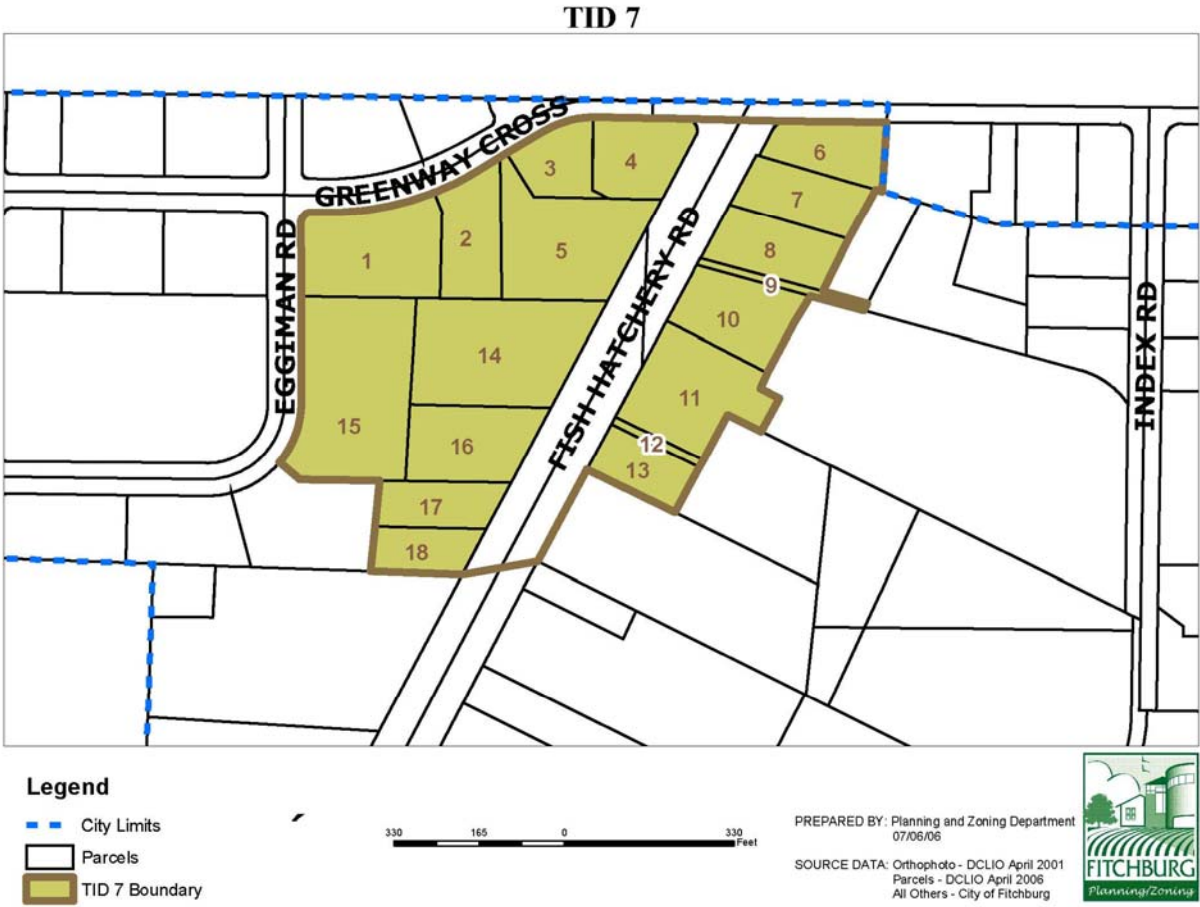 TID 7
GREENWAY CROSS
3
4
6
7
EGGIMAN RD
1
2
5
FISH HATCHERY RD
8
9
10
INDEX RD
14
11
15
16
12
13
17
18
Legend
City Limits
Parcels
TID 7 Boundary
330 165 0 330
Feet
PREPARED BY: Planning and Zoning Department
07/06/06
SOURCE DATA: Orthophoto - DCLIO April 2001
Parcels - DCLIO April 2006
All Others - City of Fitchburg
FITCHBURG
Planning/Zoning